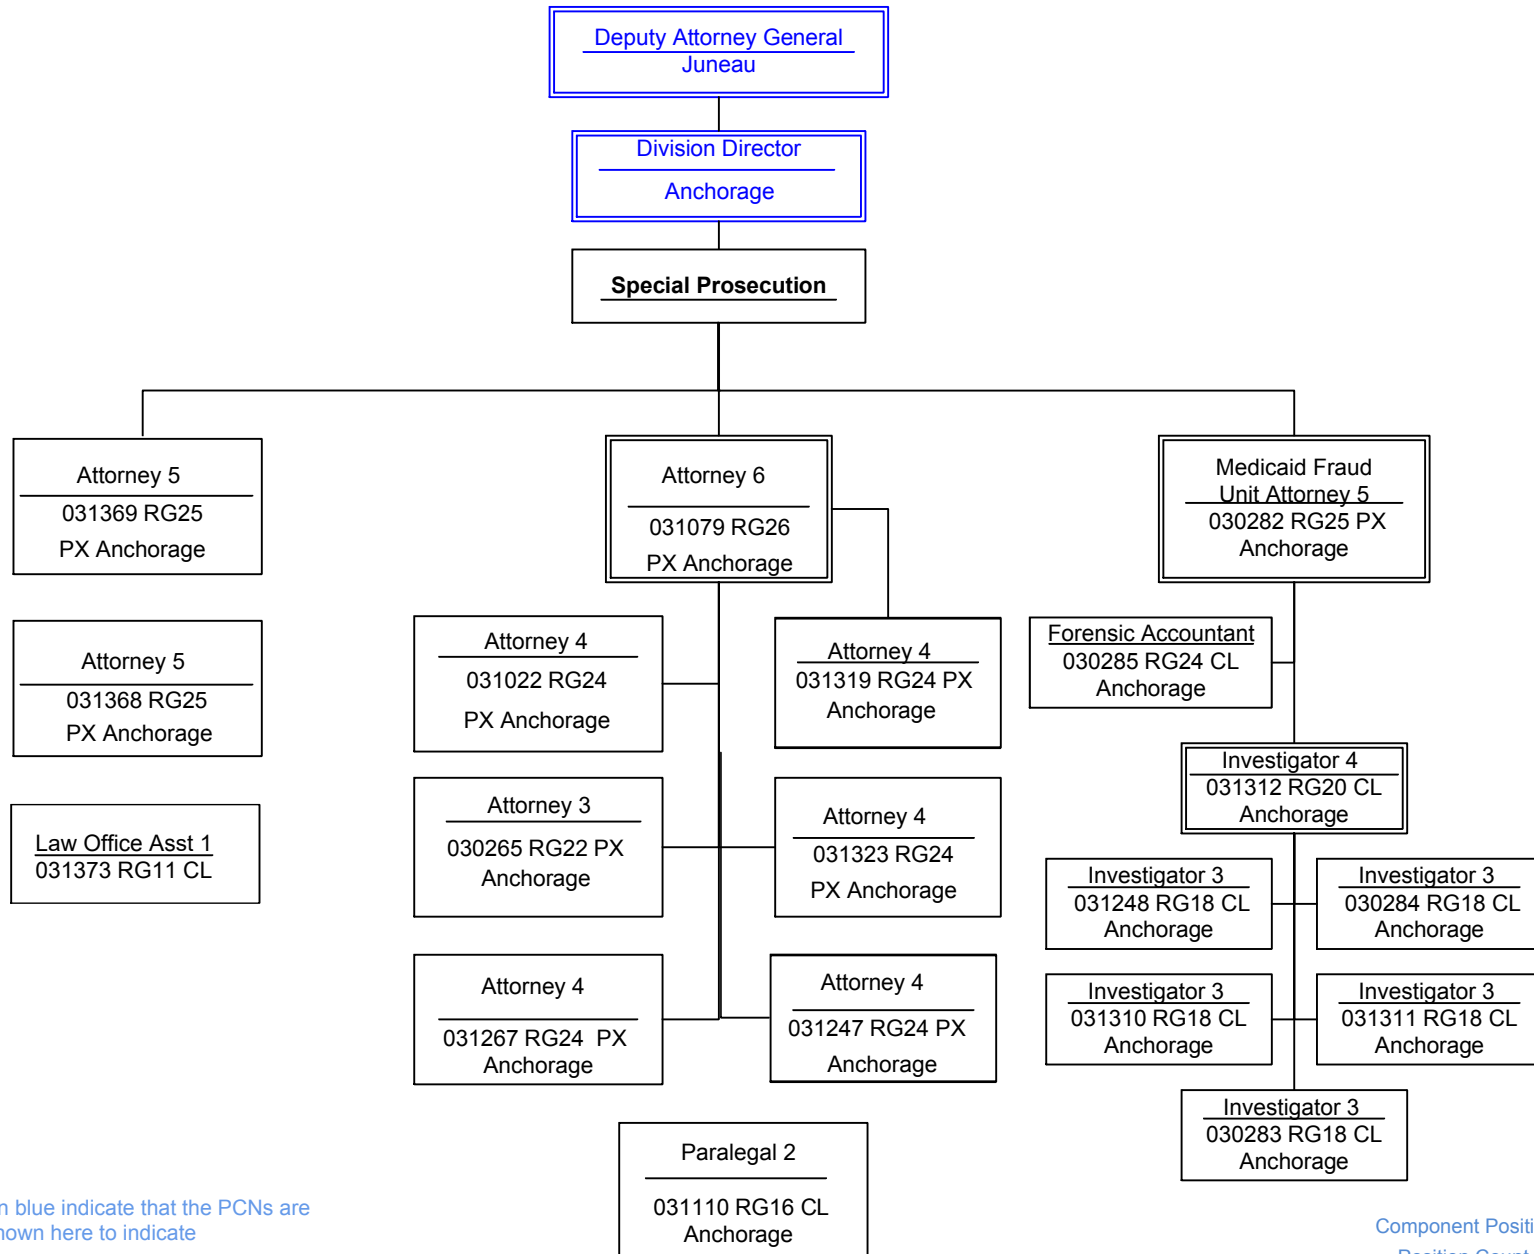 Deputy Attorney General
Juneau
Division Director
Anchorage
Special Prosecution
Attorney 5
031369 RG25
PX Anchorage
Attorney 5
031368 RG25
PX Anchorage
Law Office Asst 1
031373 RG11 CL
Attorney 6
031079 RG26
PX Anchorage
Attorney 4
031022 RG24
PX Anchorage
Attorney 4
031319 RG24 PX
Anchorage
Attorney 3
030265 RG22 PX
Anchorage
Attorney 4
031323 RG24
PX Anchorage
Attorney 4
031267 RG24 PX
Anchorage
Attorney 4
031247 RG24 PX
Anchorage
Paralegal 2
031110 RG16 CL
Anchorage
Medicaid Fraud
Unit Attorney 5
030282 RG25 PX
Anchorage
Forensic Accountant
030285 RG24 CL
Anchorage
Investigator 4
031312 RG20 CL
Anchorage
Investigator 3
031248 RG18 CL
Anchorage
Investigator 3
030284 RG18 CL
Anchorage
Investigator 3
031310 RG18 CL
Anchorage
Investigator 3
031311 RG18 CL
Anchorage
Investigator 3
030283 RG18 CL
Anchorage
n blue indicate that the PCNs are
hown here to indicate
Component Positi
Position Count